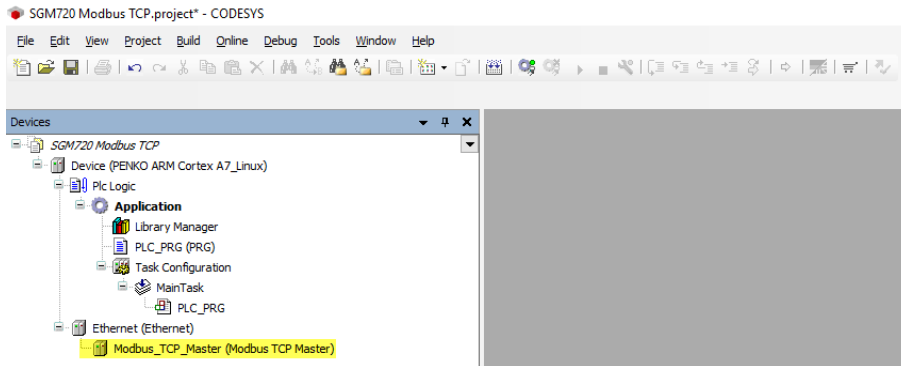 SGM720 Modbus TCP.project* - CODESYS
File Edit View Project Build Online Debug Tools Window Help
Devices
SGM720 Modbus TCP
Device (PENKO ARM Cortex A7_Linux)
Plc Logic
Application
Library Manager
PLC_PRG (PRG)
Task Configuration
MainTask
PLC_PRG
Ethernet (Ethernet)
Modbus_TCP_Master (Modbus TCP Master)